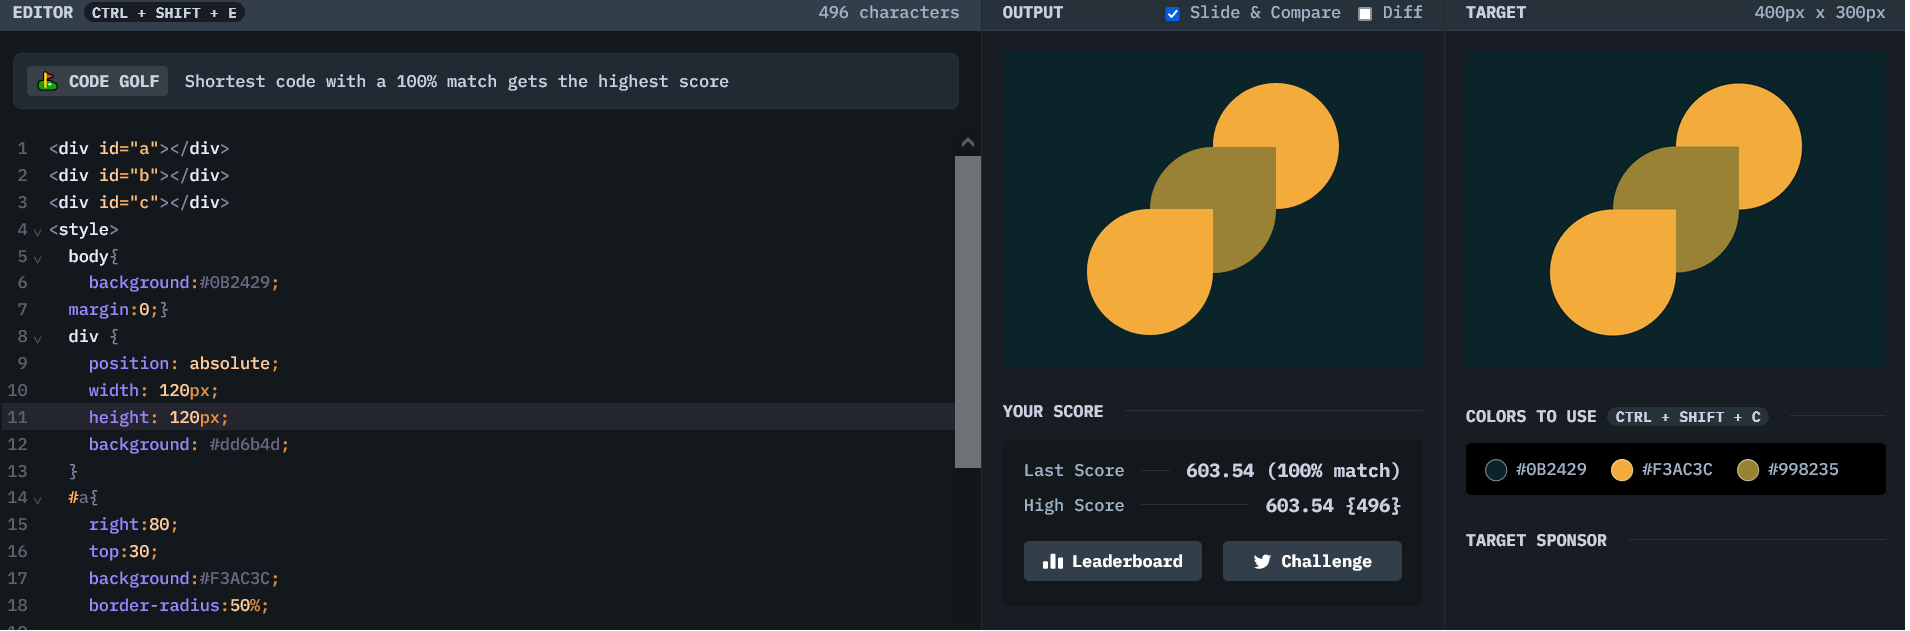 EDITOR CTRL + SHIFT + E 496 characters
CODE GOLF Shortest code with a 100% match gets the highest score
1 <div id="a"></div>
2 <div id="b"></div>
3 <div id="c"></div>
4 <style>
5 body{
6 background:#0B2429;
7 margin:0;}
8 div {
9 position: absolute;
10 width: 120px;
11 height: 120px;
12 background: #dd6b4d;
13 }
14 #a{
15 right:80;
16 top:30;
17 background:#F3AC3C;
18 border-radius:50%;
OUTPUT Slide & Compare Diff
YOUR SCORE
Last Score 603.54 (100% match)
High Score 603.54 {496}
Leaderboard Challenge
TARGET 400px x 300px
COLORS TO USE CTRL + SHIFT + C
#0B2429 #F3AC3C #998235
TARGET SPONSOR